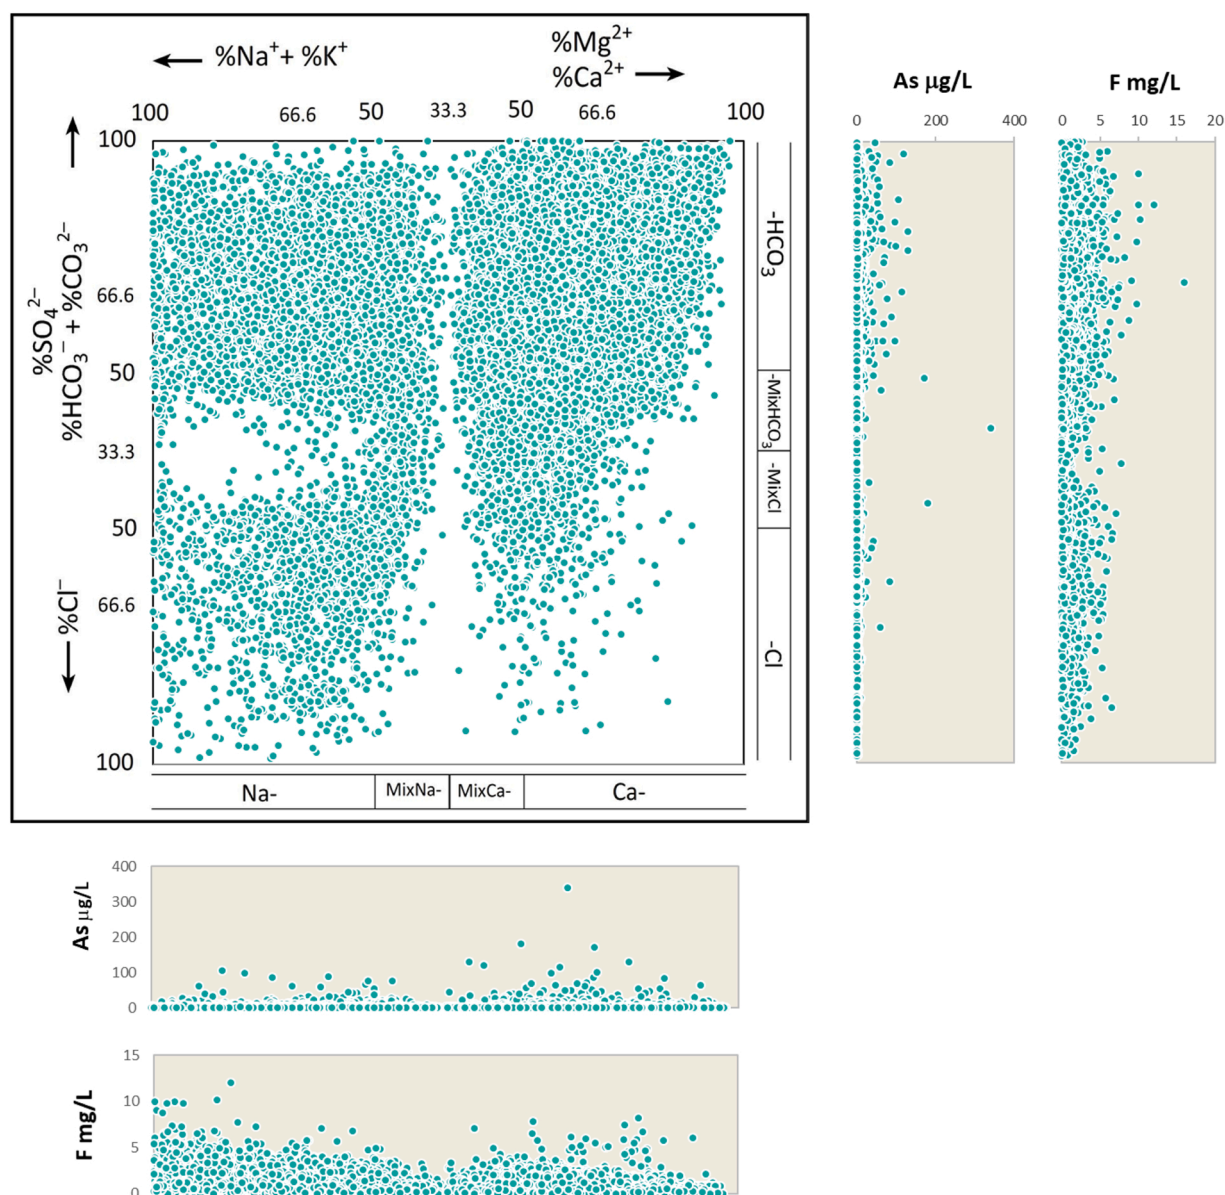 %Na⁺+ %K⁺
%Mg²⁺
%Ca²⁺
100 66.6 50 33.3 50 66.6 100
As µg/L
F mg/L
0 200 400
0 5 10 15 20
100
66.6
50
33.3
50
66.6
100
%SO₄²⁻
%HCO₃⁻ + %CO₃²⁻
%Cl⁻
-HCO₃
-MixHCO₃
-MixCl
-Cl
Na- MixNa- MixCa- Ca-
As µg/L
400
300
200
100
0
F mg/L
15
10
5
0